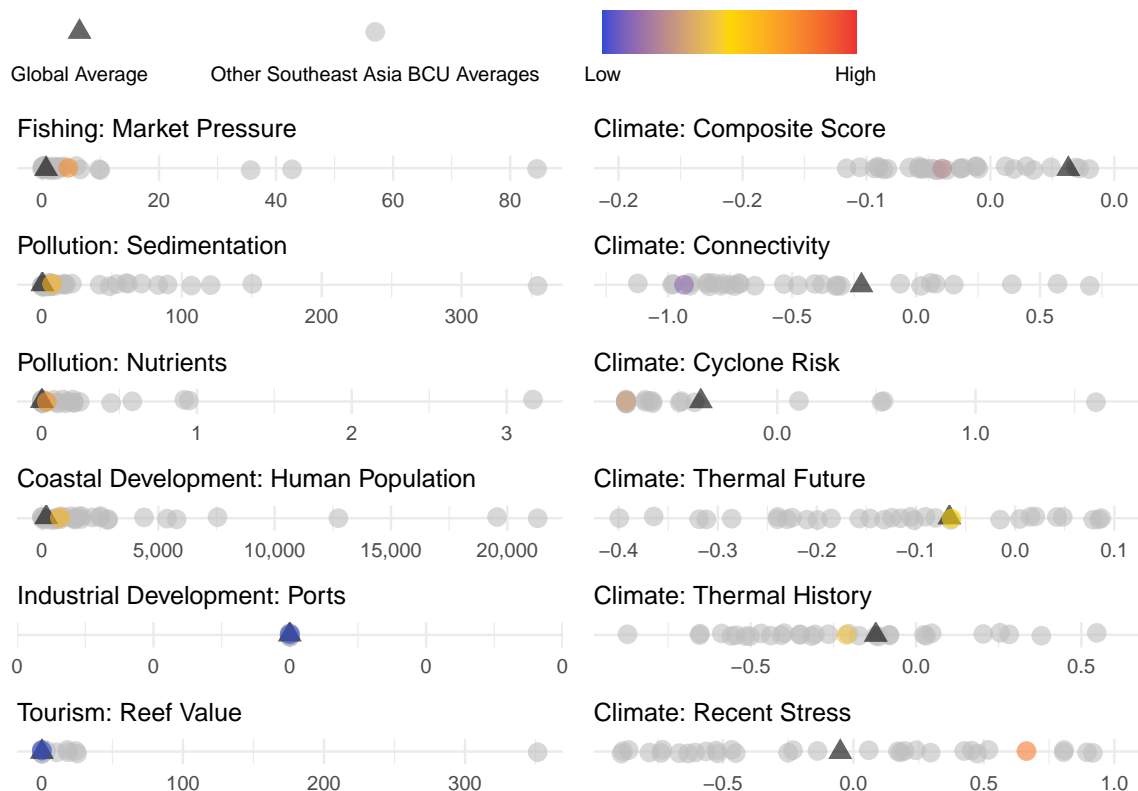 Global Average
Other Southeast Asia BCU Averages
Low
High
Fishing: Market Pressure
0 20 40 60 80
Pollution: Sedimentation
0 100 200 300
Pollution: Nutrients
0 1 2 3
Coastal Development: Human Population
0 5,000 10,000 15,000 20,000
Industrial Development: Ports
0 0 0 0 0
Tourism: Reef Value
0 100 200 300
Climate: Composite Score
−0.2 −0.2 −0.1 0.0 0.0
Climate: Connectivity
−1.0 −0.5 0.0 0.5
Climate: Cyclone Risk
0.0 1.0
Climate: Thermal Future
−0.4 −0.3 −0.2 −0.1 0.0 0.1
Climate: Thermal History
−0.5 0.0 0.5
Climate: Recent Stress
−0.5 0.0 0.5 1.0